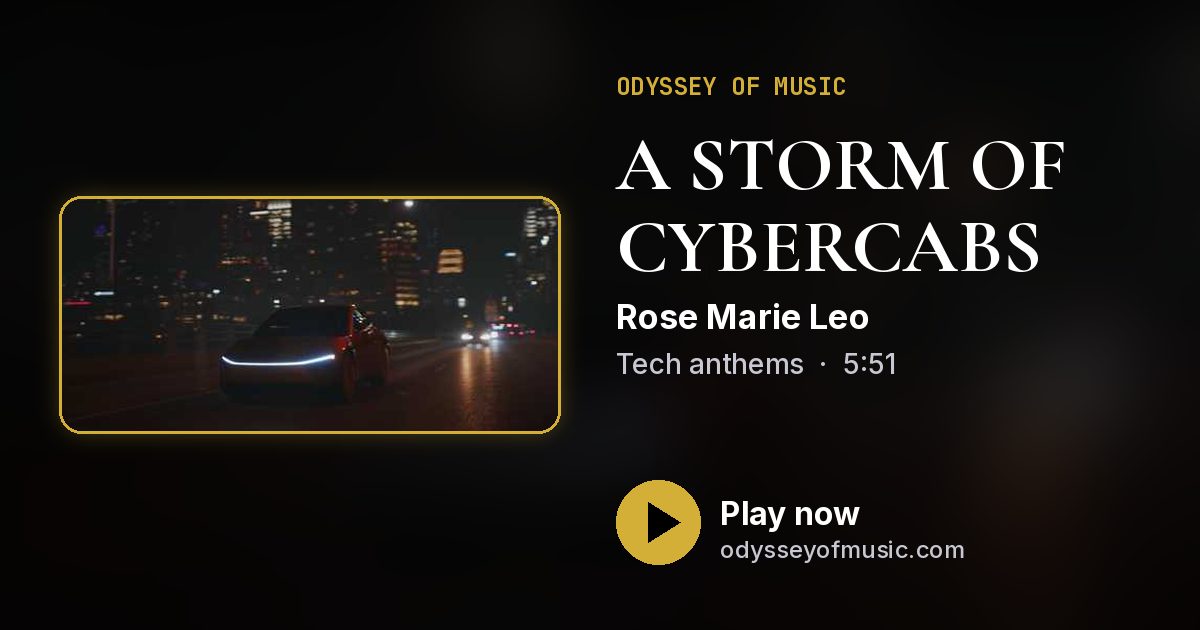 ODYSSEY OF MUSIC
A STORM OF
CYBERCABS
Rose Marie Leo
Tech anthems · 5:51
Play now
odysseyofmusic.com